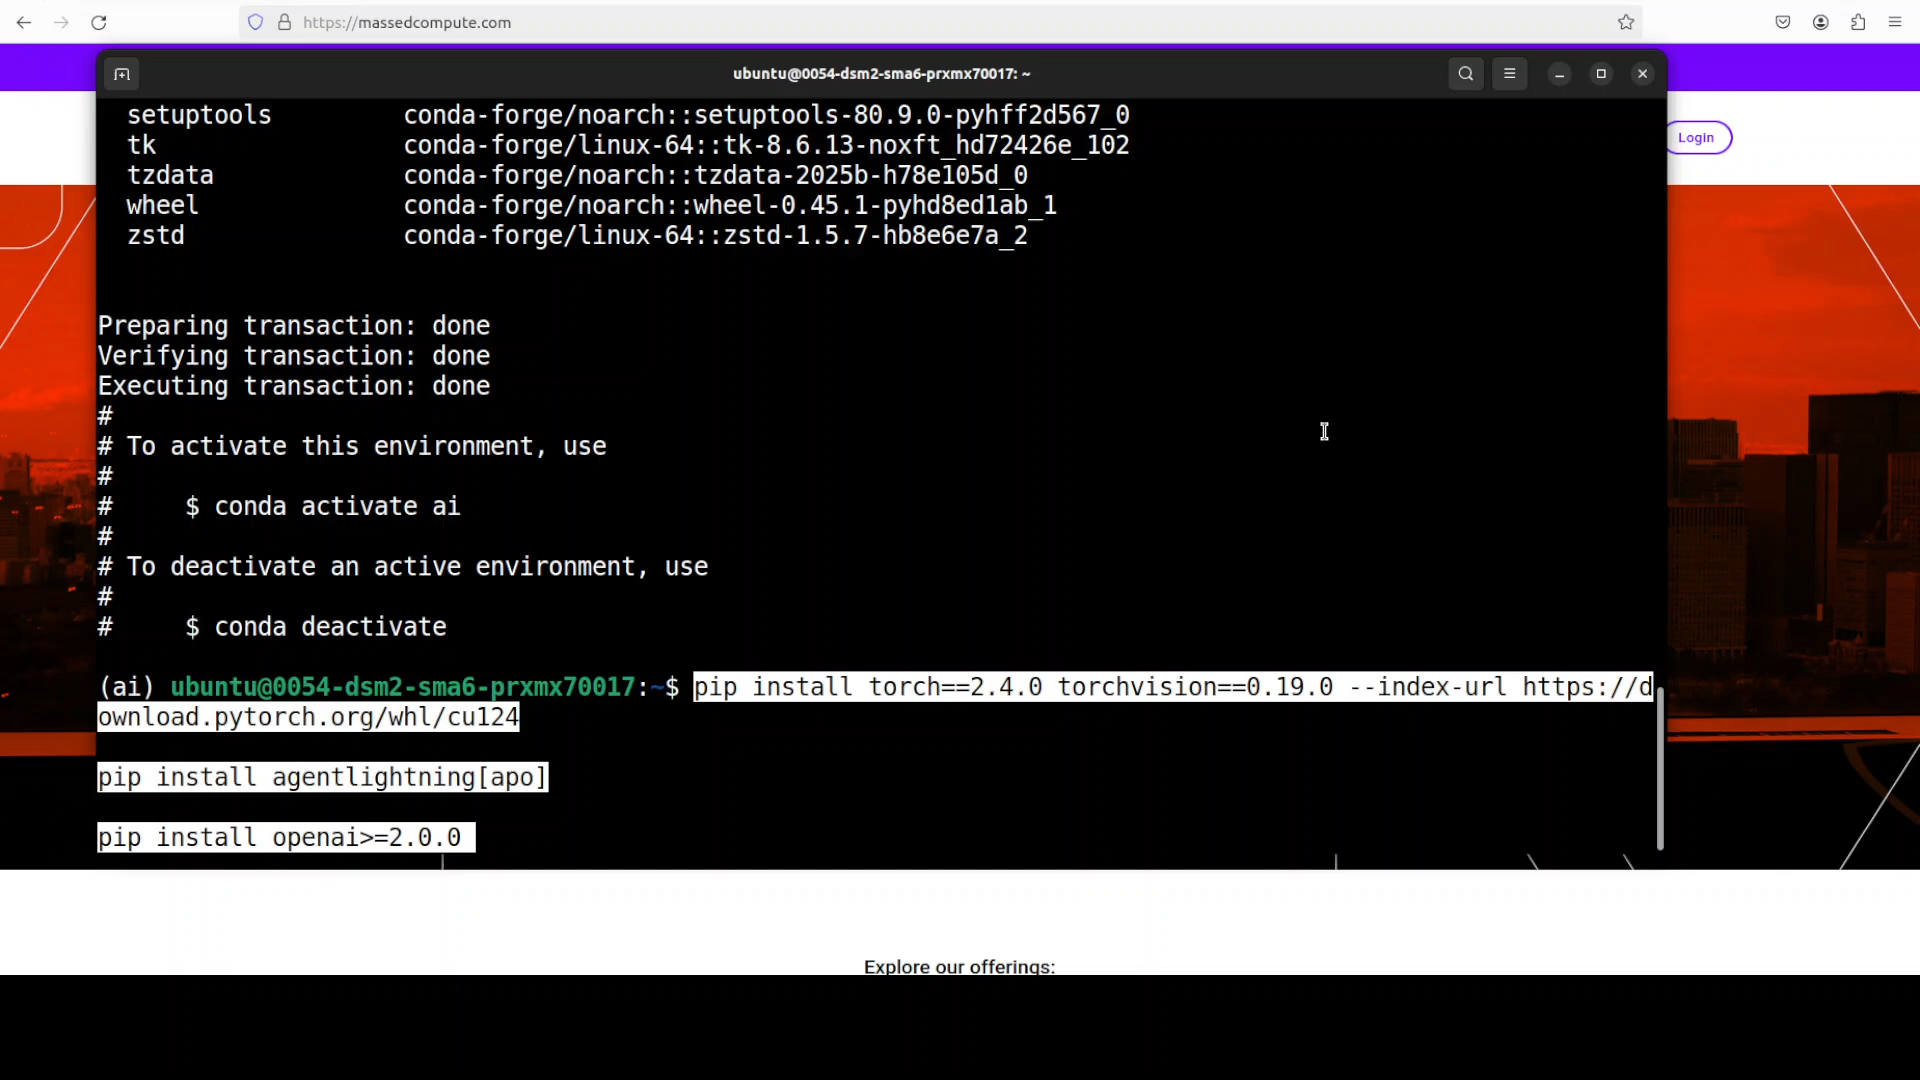 https://massedcompute.com
ubuntu@0054-dsm2-sma6-prxmx70017: ~
Login
setuptools conda-forge/noarch::setuptools-80.9.0-pyhff2d567_0
tk conda-forge/linux-64::tk-8.6.13-noxft_hd72426e_102
tzdata conda-forge/noarch::tzdata-2025b-h78e105d_0
wheel conda-forge/noarch::wheel-0.45.1-pyhd8ed1ab_1
zstd conda-forge/linux-64::zstd-1.5.7-hb8e6e7a_2
Preparing transaction: done
Verifying transaction: done
Executing transaction: done
#
# To activate this environment, use
#
# $ conda activate ai
#
# To deactivate an active environment, use
#
# $ conda deactivate
(ai) ubuntu@0054-dsm2-sma6-prxmx70017:~$ pip install torch==2.4.0 torchvision==0.19.0 --index-url https://d
ownload.pytorch.org/whl/cu124
pip install agentlightning[apo]
pip install openai>=2.0.0
Explore our offerings: